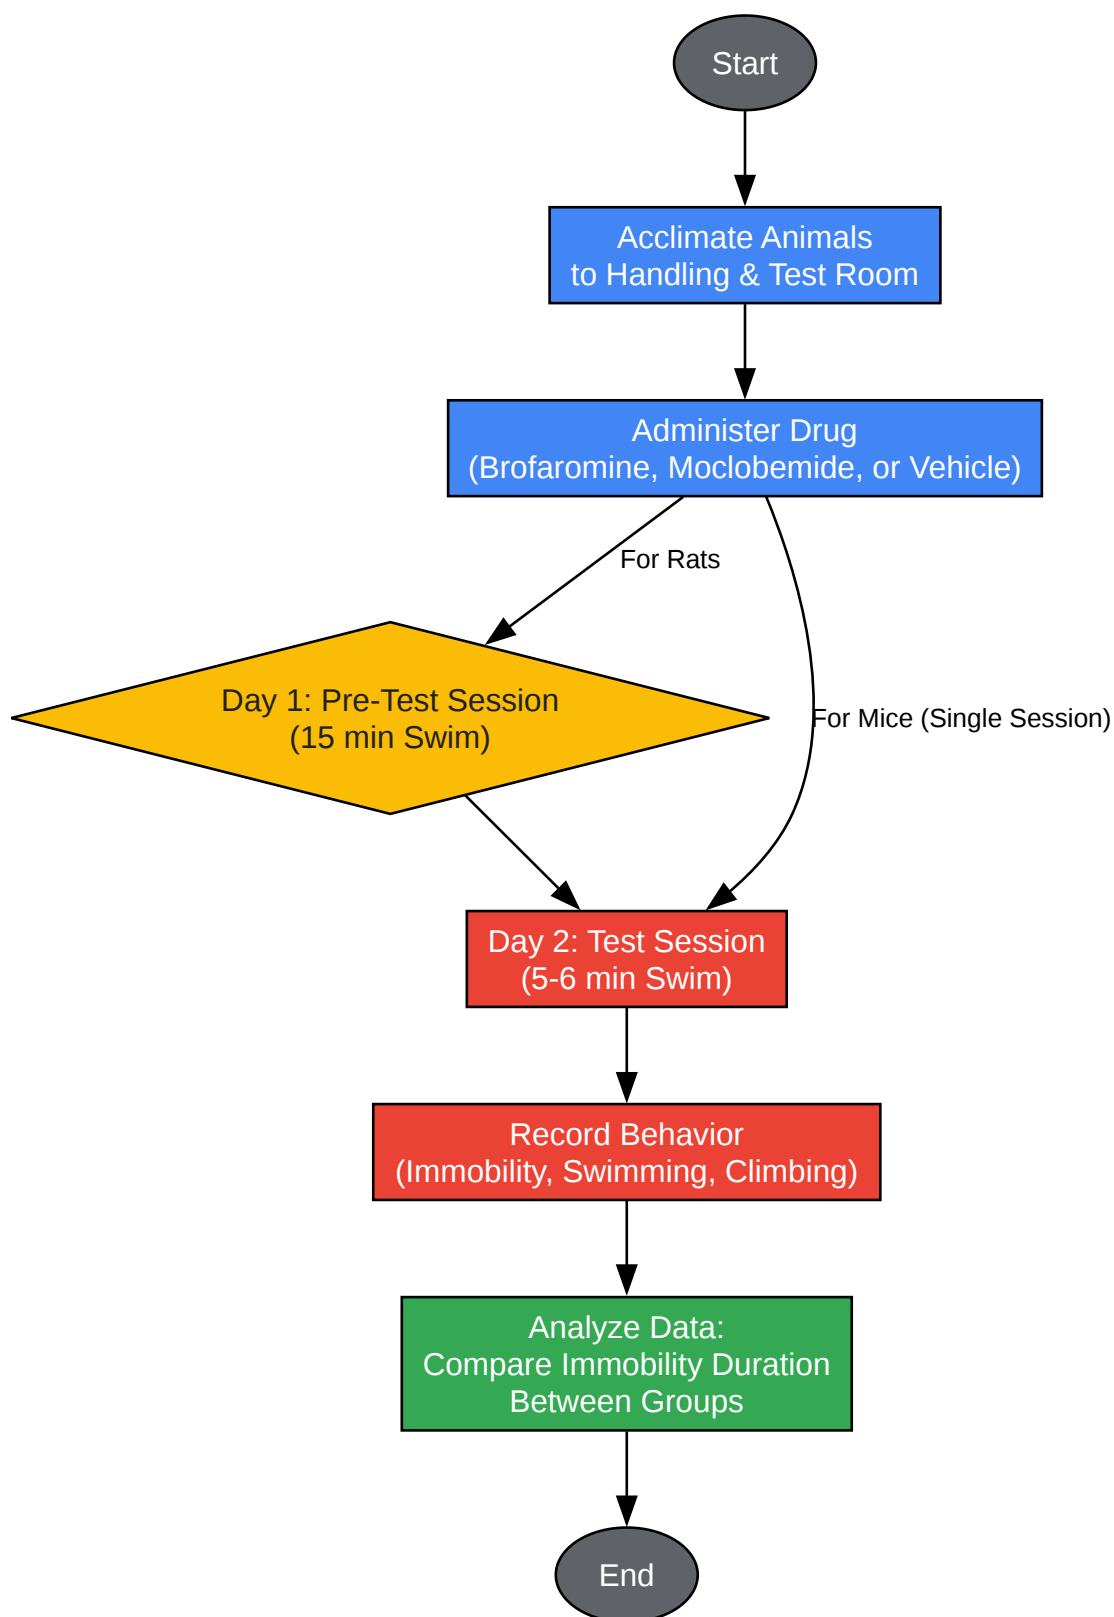 Start
Acclimate Animals
to Handling & Test Room
Administer Drug
(Brofaromine, Moclobemide, or Vehicle)
For Rats
Day 1: Pre-Test Session
(15 min Swim)
For Mice (Single Session)
Day 2: Test Session
(5-6 min Swim)
Record Behavior
(Immobility, Swimming, Climbing)
Analyze Data:
Compare Immobility Duration
Between Groups
End